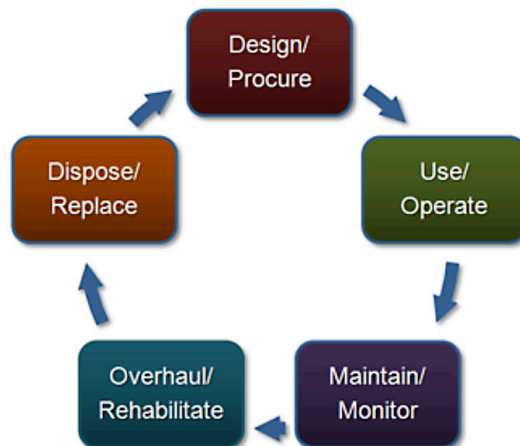 Design/
Procure
Use/
Operate
Maintain/
Monitor
Overhaul/
Rehabilitate
Dispose/
Replace